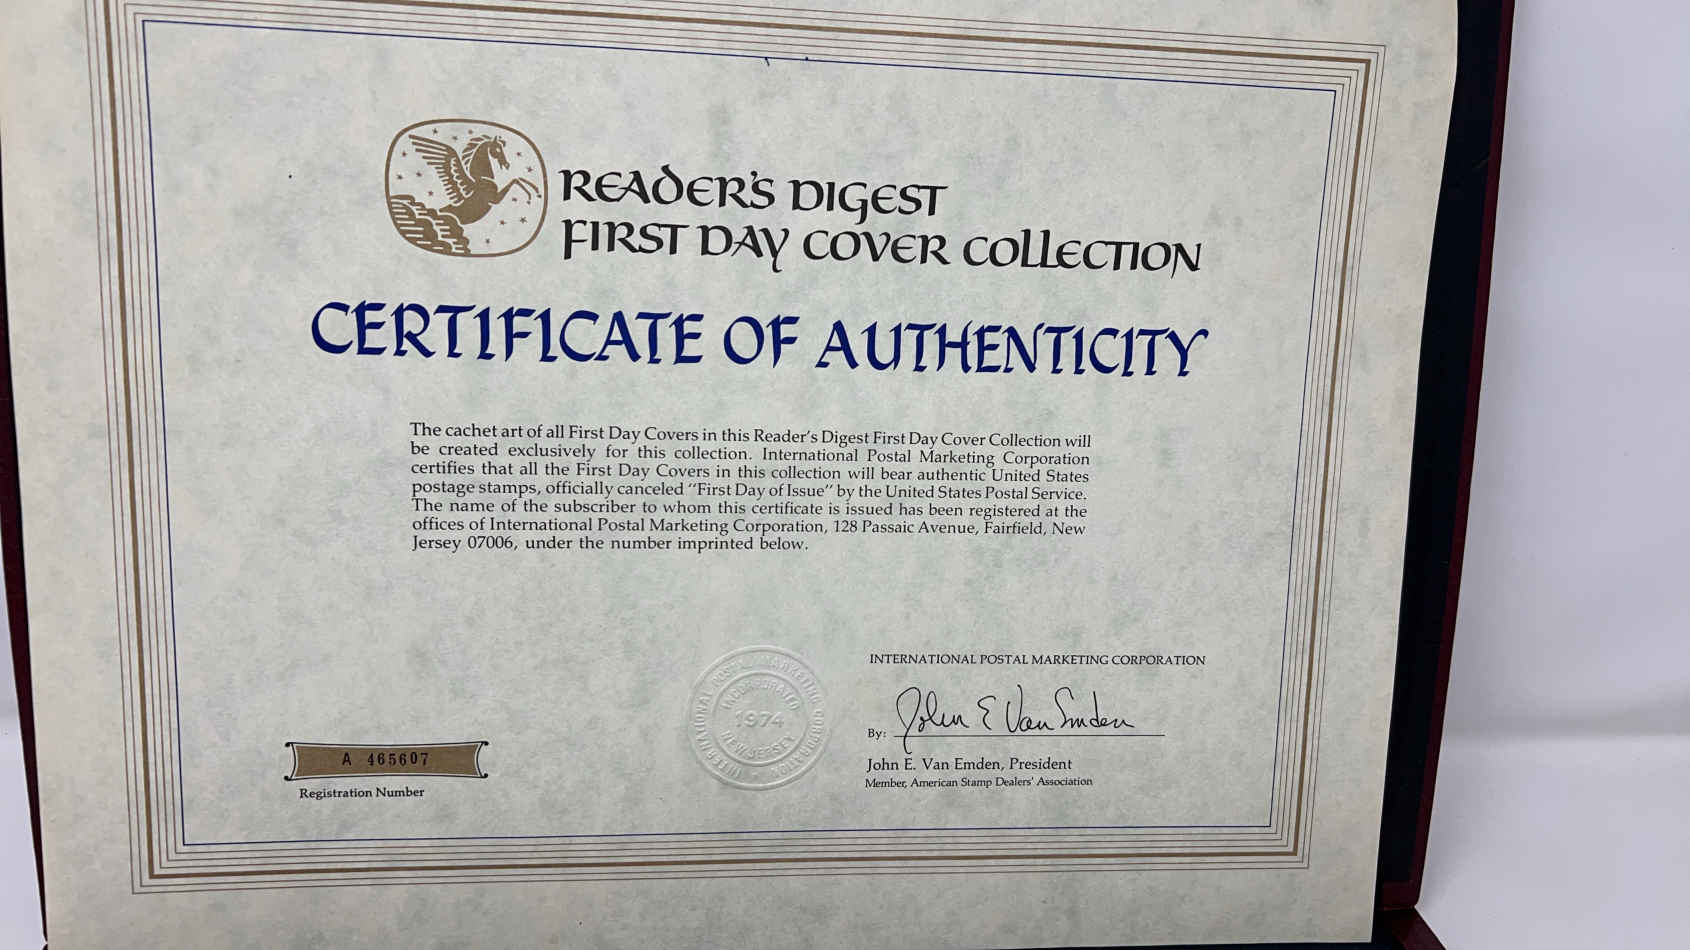 READER'S DIGEST
FIRST DAY COVER COLLECTION
CERTIFICATE OF AUTHENTICITY
The cachet art of all First Day Covers in this Reader's Digest First Day Cover Collection will
be created exclusively for this collection. International Postal Marketing Corporation
certifies that all the First Day Covers in this collection will bear authentic United States
postage stamps, officially canceled "First Day of Issue" by the United States Postal Service.
The name of the subscriber to whom this certificate is issued has been registered at the
offices of International Postal Marketing Corporation, 128 Passaic Avenue, Fairfield, New
Jersey 07006, under the number imprinted below.
INTERNATIONAL POSTAL MARKETING CORPORATION
INCORPORATED
1974
NEW JERSEY
INTERNATIONAL POSTAL MARKETING CORPORATION
By: John E Van Emden
John E. Van Emden, President
Member, American Stamp Dealers' Association
A 465607
Registration Number